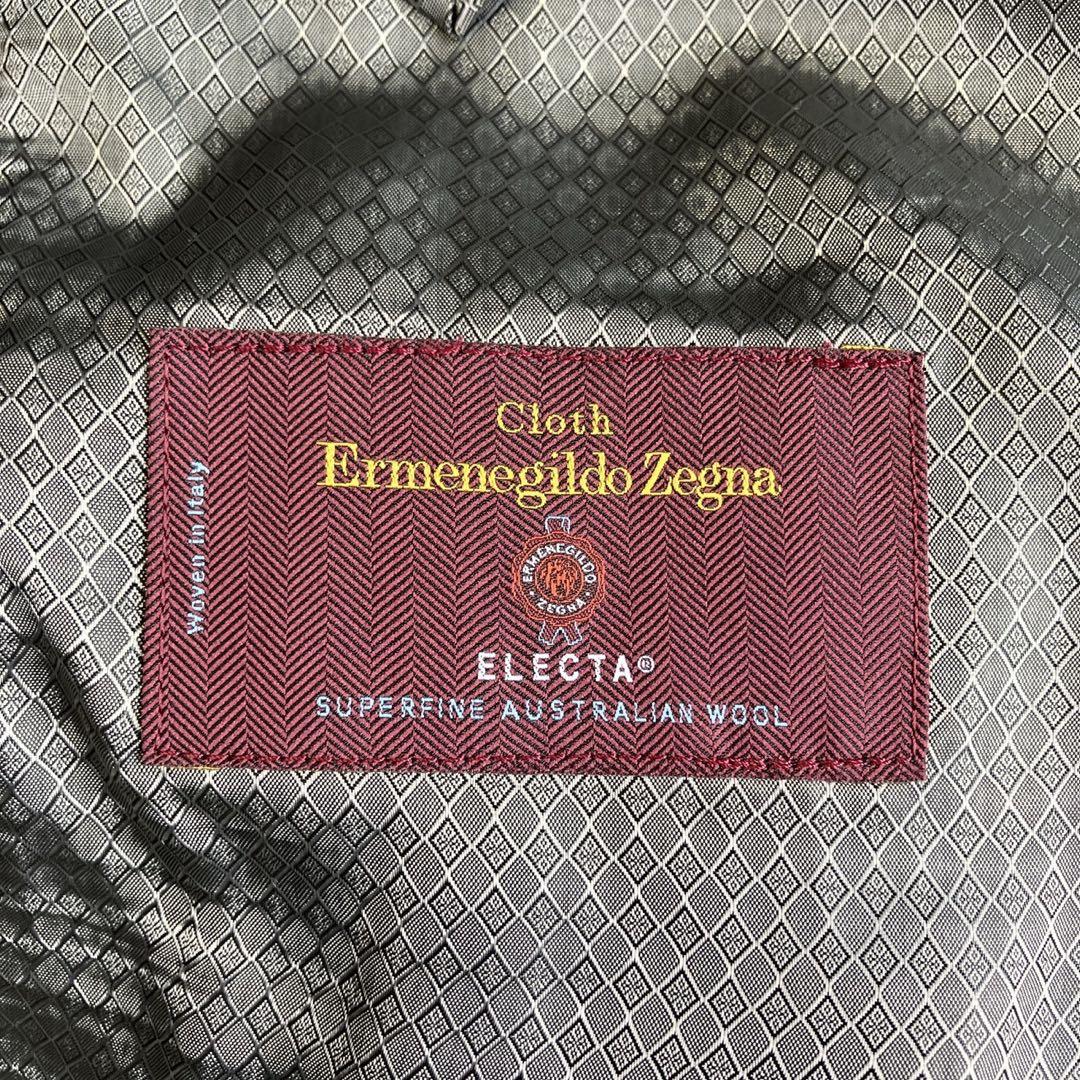 Cloth
Ermenegildo Zegna
Woven in Italy
ERMENEGILDO
ZEGNA
ELECTA®
SUPERFINE AUSTRALIAN WOOL